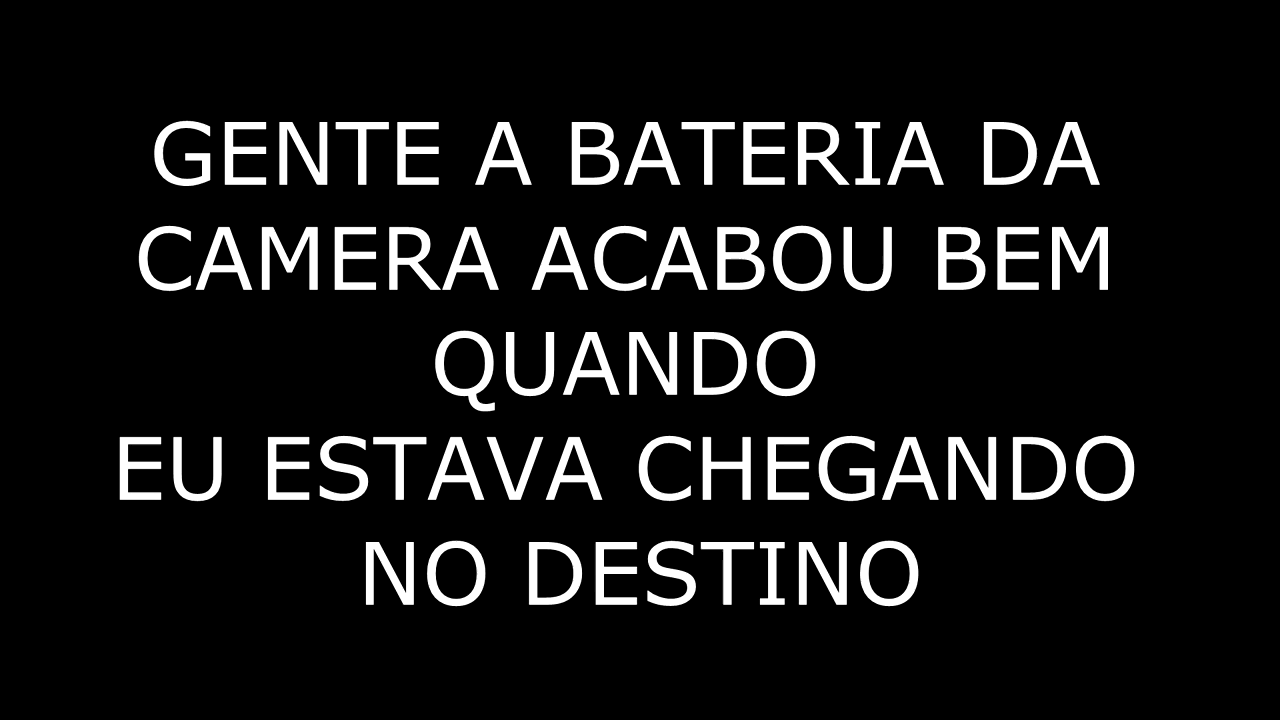 GENTE A BATERIA DA
CAMERA ACABOU BEM
QUANDO
EU ESTAVA CHEGANDO
NO DESTINO